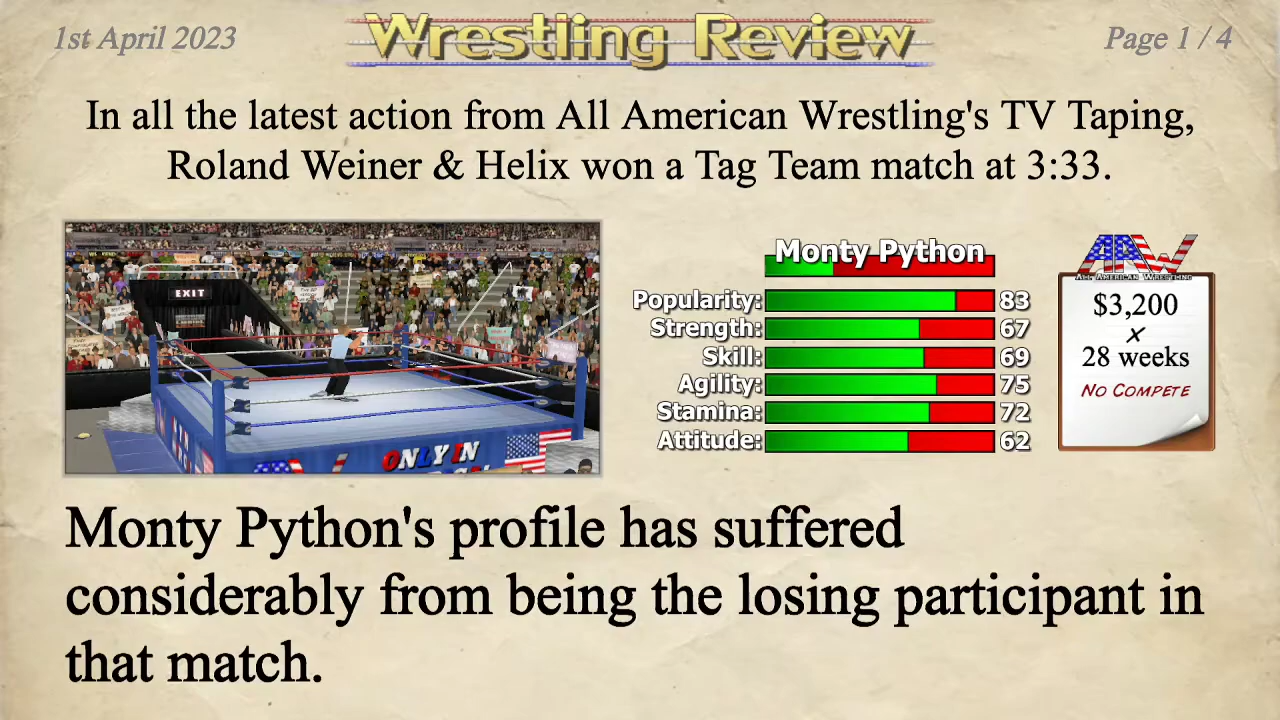 1st April 2023
Wrestling Review
Page 1 / 4
In all the latest action from All American Wrestling's TV Taping,
Roland Weiner & Helix won a Tag Team match at 3:33.
EXIT
ONLY IN
Monty Python
Popularity: 83
Strength: 67
Skill: 69
Agility: 75
Stamina: 72
Attitude: 62
AAW
ALL AMERICAN WRESTLING
$3,200
x
28 weeks
NO COMPETE
Monty Python's profile has suffered
considerably from being the losing participant in
that match.